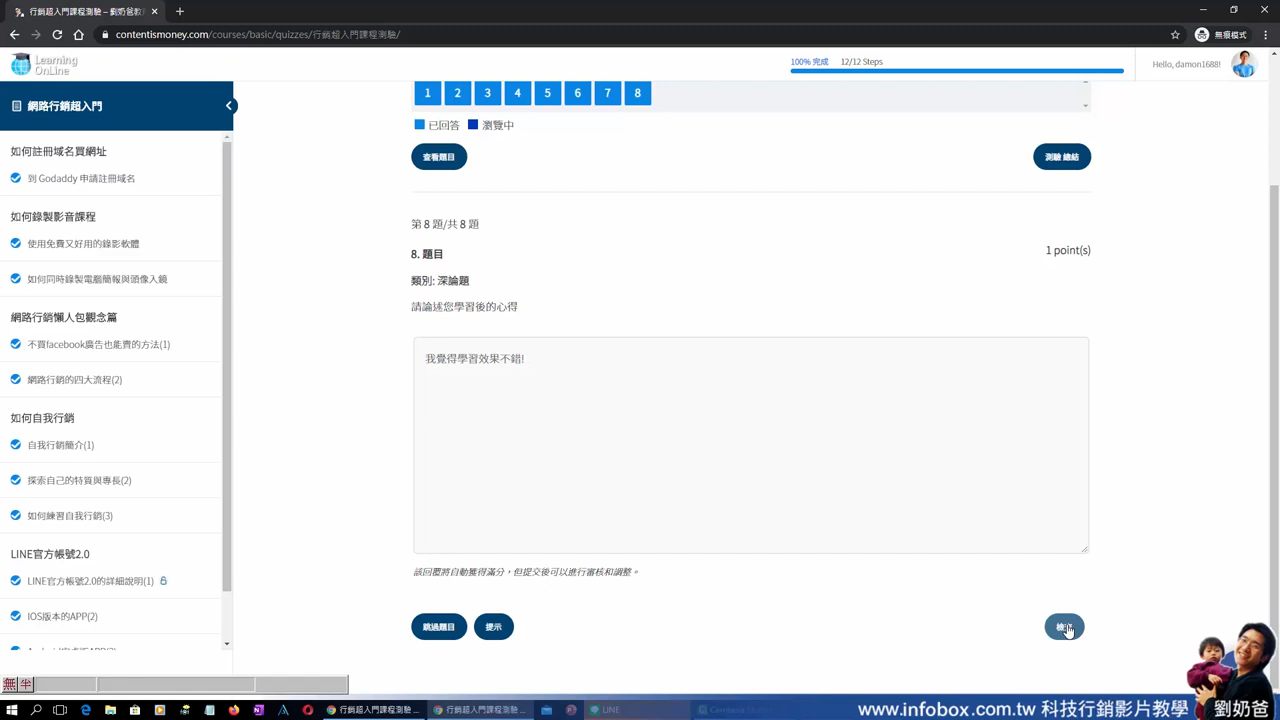 行銷超入門課程測驗 – 劉奶爸數
contentismoney.com/course/basic/quizzes/行銷超入門課程測驗/
無痕模式
Learning
OnLine
100% 完成 12/12 Steps
Hello, damon1688!
網路行銷超入門
如何註冊域名買網址
到 Godaddy 申請註冊域名
如何錄製影音課程
使用免費又好用的錄影軟體
如何同時錄製電腦簡報與頭像入鏡
網路行銷懶人包觀念篇
不買facebook廣告也能賣的方法(1)
網路行銷的四大流程(2)
如何自我行銷
自我行銷簡介(1)
探索自己的特質與專長(2)
如何練習自我行銷(3)
LINE官方帳號2.0
LINE官方帳號2.0的詳細說明(1)
IOS版本的APP(2)
1 2 3 4 5 6 7 8
已回答 瀏覽中
查看題目 測驗 總結
第 8 題/共 8 題
8. 題目
1 point(s)
類別: 深論題
請論述您學習後的心得
我覺得學習效果不錯!
該回覆將自動獲得滿分，但提交後可以進行審核和調整。
跳過題目 提示
無 半
行銷超入門課程測驗 ... 行銷超入門課程測驗 ... LINE
www.infobox.com.tw 科技行銷影片教學
劉奶爸